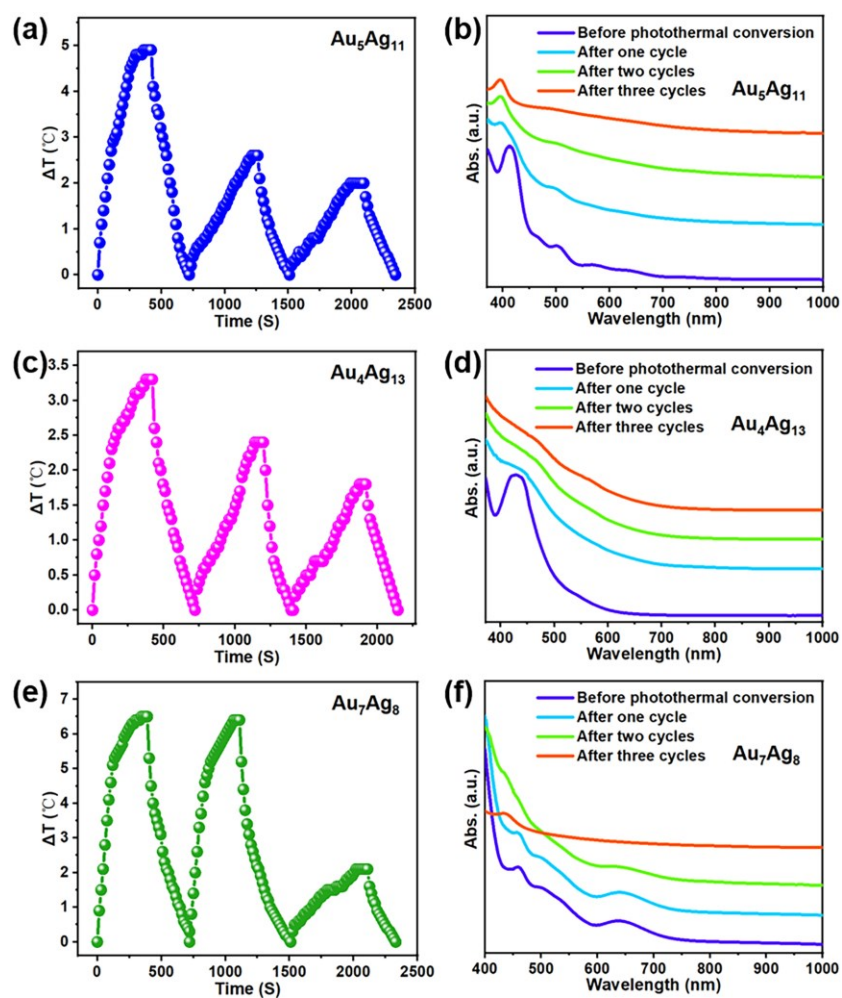 (a)
Au5Ag11
ΔT (℃)
5
4
3
2
1
0
0 500 1000 1500 2000 2500
Time (S)
(b)
Before photothermal conversion
After one cycle
After two cycles
After three cycles
Au5Ag11
Abs. (a.u.)
400 500 600 700 800 900 1000
Wavelength (nm)
(c)
Au4Ag13
ΔT (℃)
3.5
3.0
2.5
2.0
1.5
1.0
0.5
0.0
0 500 1000 1500 2000
Time (S)
(d)
Before photothermal conversion
After one cycle
After two cycles
After three cycles
Au4Ag13
Abs. (a.u.)
400 500 600 700 800 900 1000
Wavelength (nm)
(e)
Au7Ag8
ΔT (℃)
7
6
5
4
3
2
1
0
0 500 1000 1500 2000 2500
Time (S)
(f)
Before photothermal conversion
After one cycle
After two cycles
After three cycles
Au7Ag8
Abs. (a.u.)
400 500 600 700 800 900 1000
Wavelength (nm)